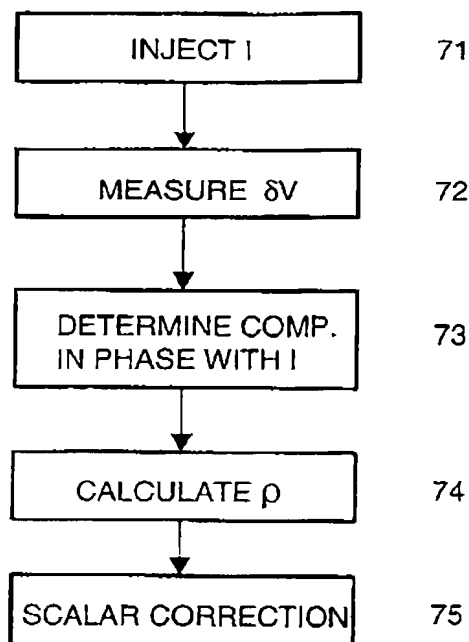 INJECT I 71
MEASURE δV 72
DETERMINE COMP.
IN PHASE WITH I 73
CALCULATE ρ 74
SCALAR CORRECTION 75